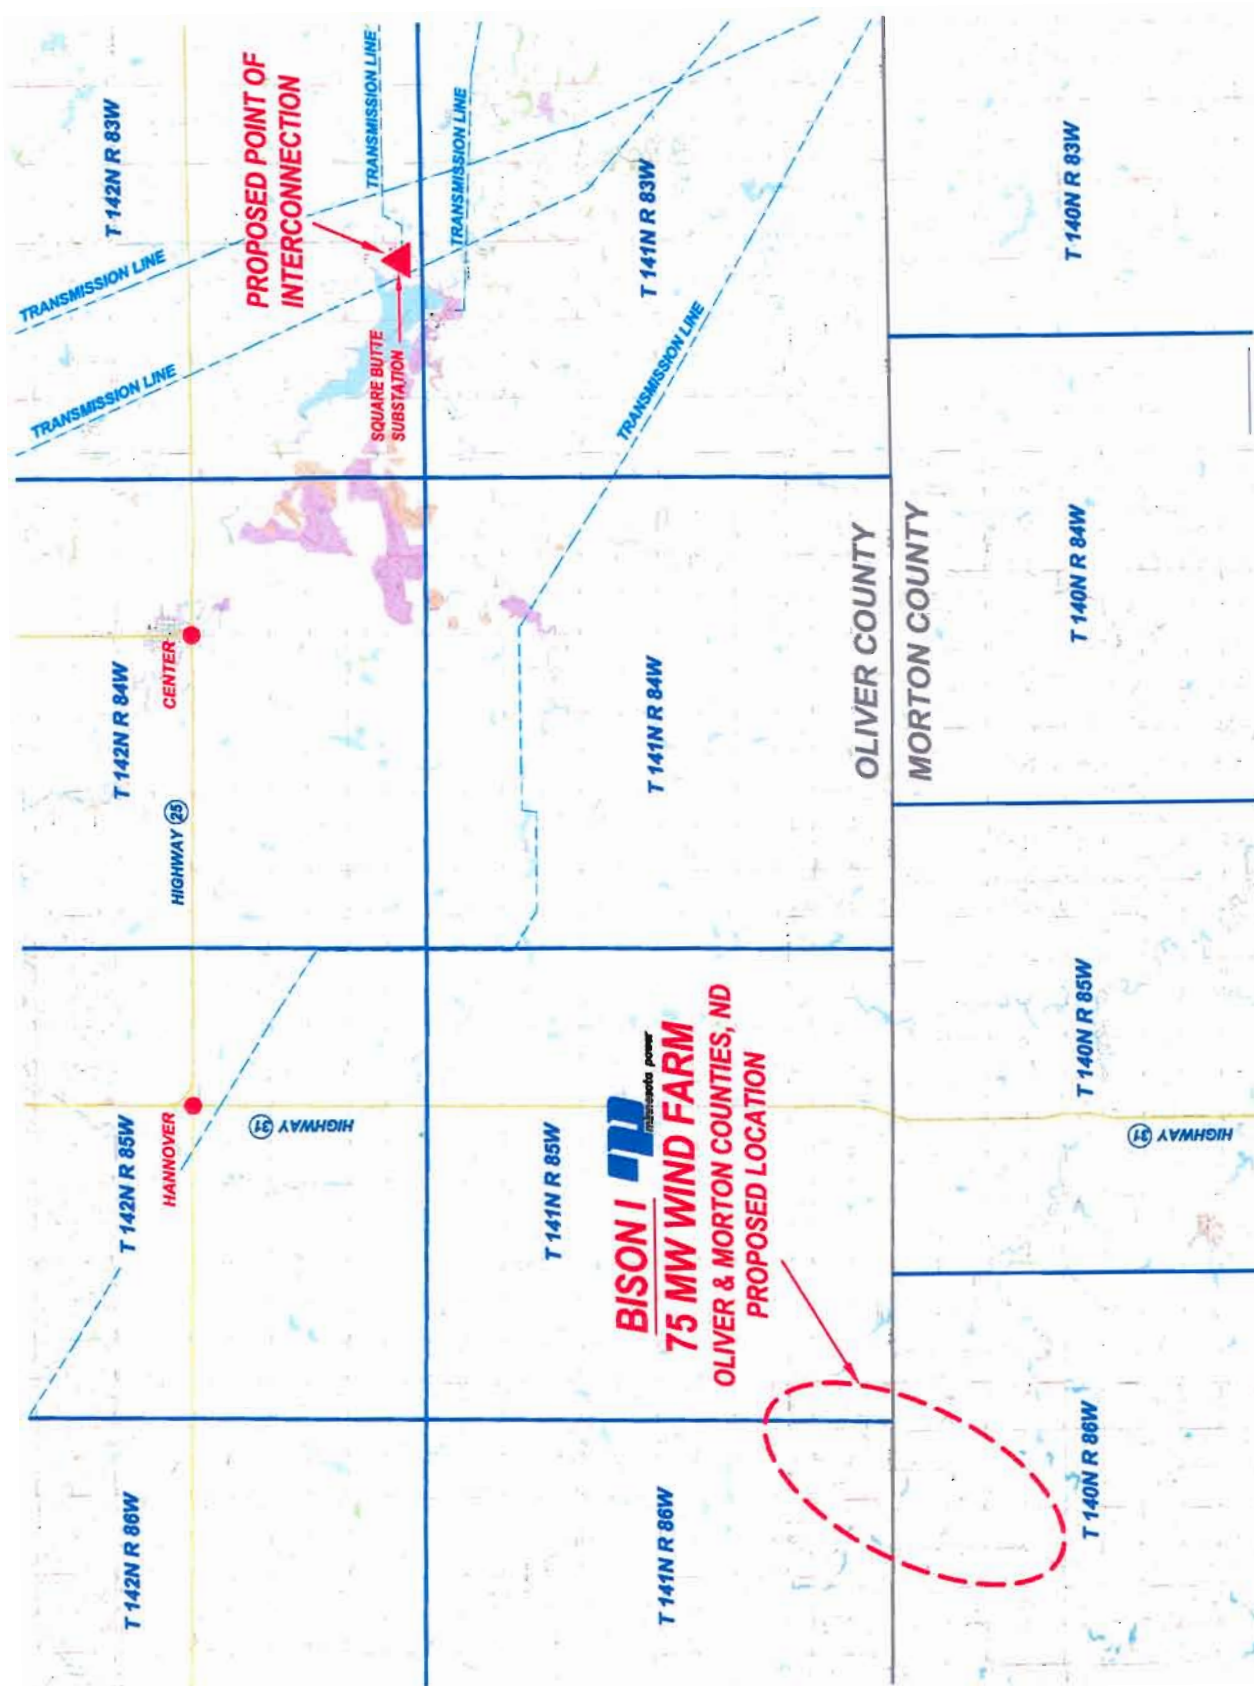 T 142N R 86W
T 142N R 85W
T 142N R 84W
T 142N R 83W
HANNOVER
CENTER
HIGHWAY 25
HIGHWAY 31
TRANSMISSION LINE
TRANSMISSION LINE
PROPOSED POINT OF
INTERCONNECTION
TRANSMISSION LINE
SQUARE BUTTE
SUBSTATION
TRANSMISSION LINE
T 141N R 86W
T 141N R 85W
T 141N R 84W
T 141N R 83W
TRANSMISSION LINE
BISON I
minnesota power
75 MW WIND FARM
OLIVER & MORTON COUNTIES, ND
PROPOSED LOCATION
OLIVER COUNTY
MORTON COUNTY
T 140N R 86W
T 140N R 85W
T 140N R 84W
T 140N R 83W
HIGHWAY 31